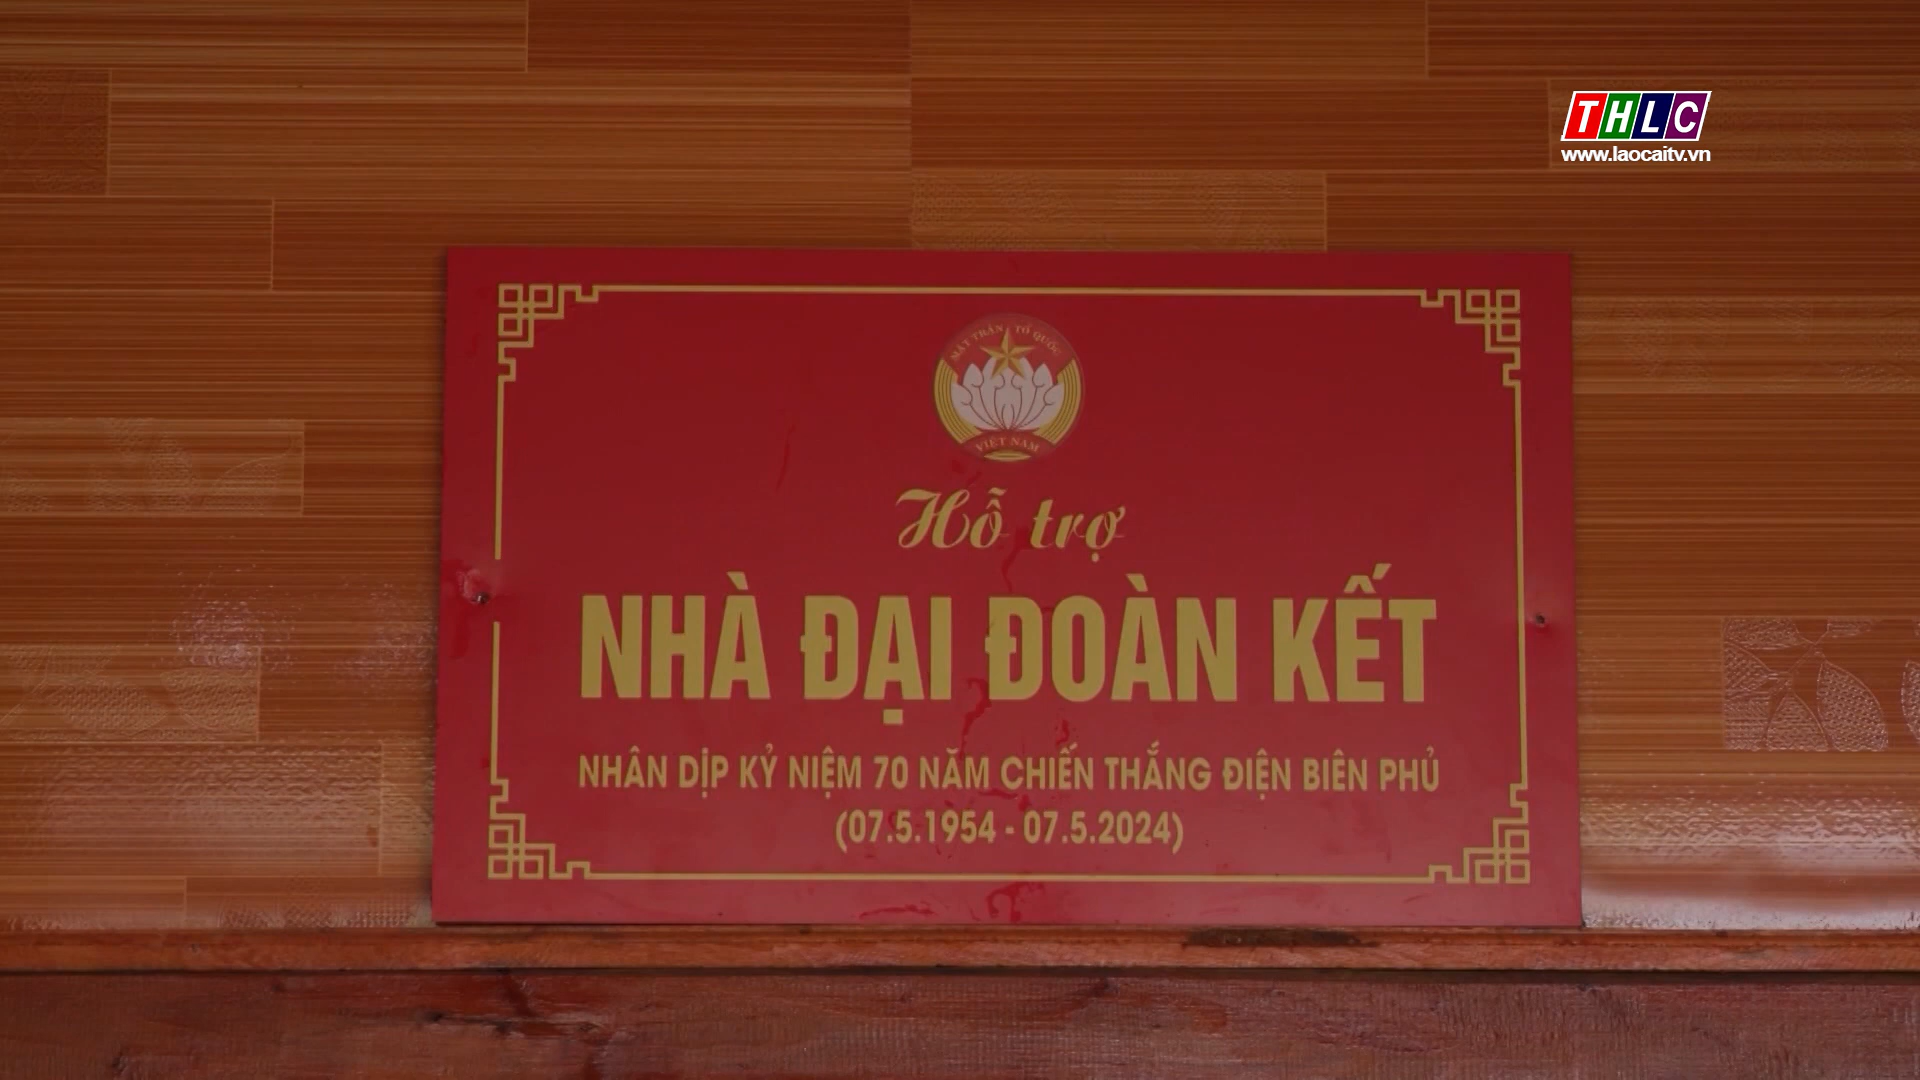 THLC
www.laocaitv.vn
MẶT TRẬN TỔ QUỐC
VIỆT NAM
Hỗ trợ
NHÀ ĐẠI ĐOÀN KẾT
NHÂN DỊP KỶ NIỆM 70 NĂM CHIẾN THẮNG ĐIỆN BIÊN PHỦ
(07.5.1954 - 07.5.2024)